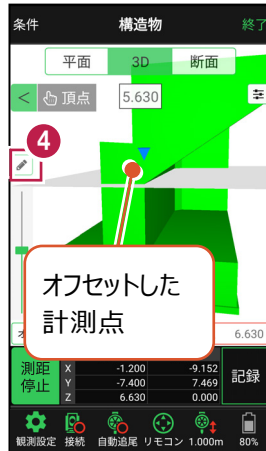 条件 構造物 終了
平面 3D 断面
< 頂点 5.630
4
オフセットした
計測点
オ 6.630
測距
停止
X -1.200 -9.152
Y -7.400 7.469
Z 6.630 0.000
記録
観測設定 接続 自動追尾 リモコン 1.000m 80%